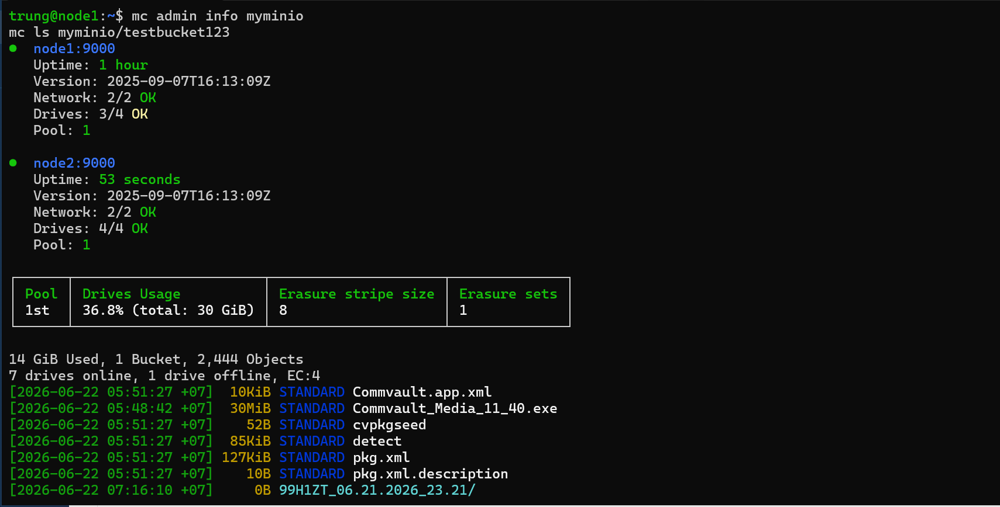 trung@node1:~$ mc admin info myminio
mc ls myminio/testbucket123
● node1:9000
Uptime: 1 hour
Version: 2025-09-07T16:13:09Z
Network: 2/2 OK
Drives: 3/4 OK
Pool: 1
● node2:9000
Uptime: 53 seconds
Version: 2025-09-07T16:13:09Z
Network: 2/2 OK
Drives: 4/4 OK
Pool: 1
Pool Drives Usage Erasure stripe size Erasure sets
1st 36.8% (total: 30 GiB) 8 1
14 GiB Used, 1 Bucket, 2,444 Objects
7 drives online, 1 drive offline, EC:4
[2026-06-22 05:51:27 +07] 10KiB STANDARD Commvault.app.xml
[2026-06-22 05:48:42 +07] 30MiB STANDARD Commvault_Media_11_40.exe
[2026-06-22 05:51:27 +07] 52B STANDARD cvpkgseed
[2026-06-22 05:51:27 +07] 85KiB STANDARD detect
[2026-06-22 05:51:27 +07] 127KiB STANDARD pkg.xml
[2026-06-22 05:51:27 +07] 10B STANDARD pkg.xml.description
[2026-06-22 07:16:10 +07] 0B 99H1ZT_06.21.2026_23.21/